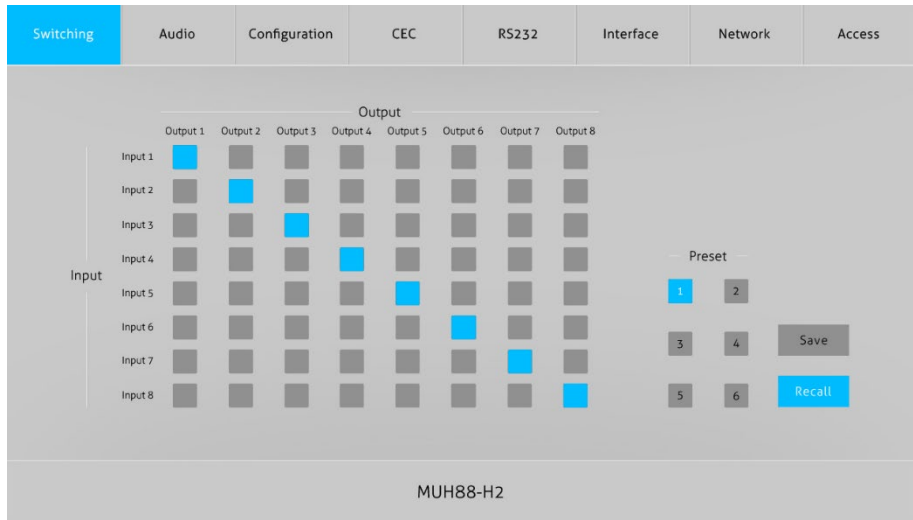 Switching Audio Configuration CEC RS232 Interface Network Access
Output
Output 1 Output 2 Output 3 Output 4 Output 5 Output 6 Output 7 Output 8
Input 1
Input 2
Input 3
Input 4
Input
Input 5
Input 6
Input 7
Input 8
Preset
1 2
3 4 Save
5 6 Recall
MUH88-H2